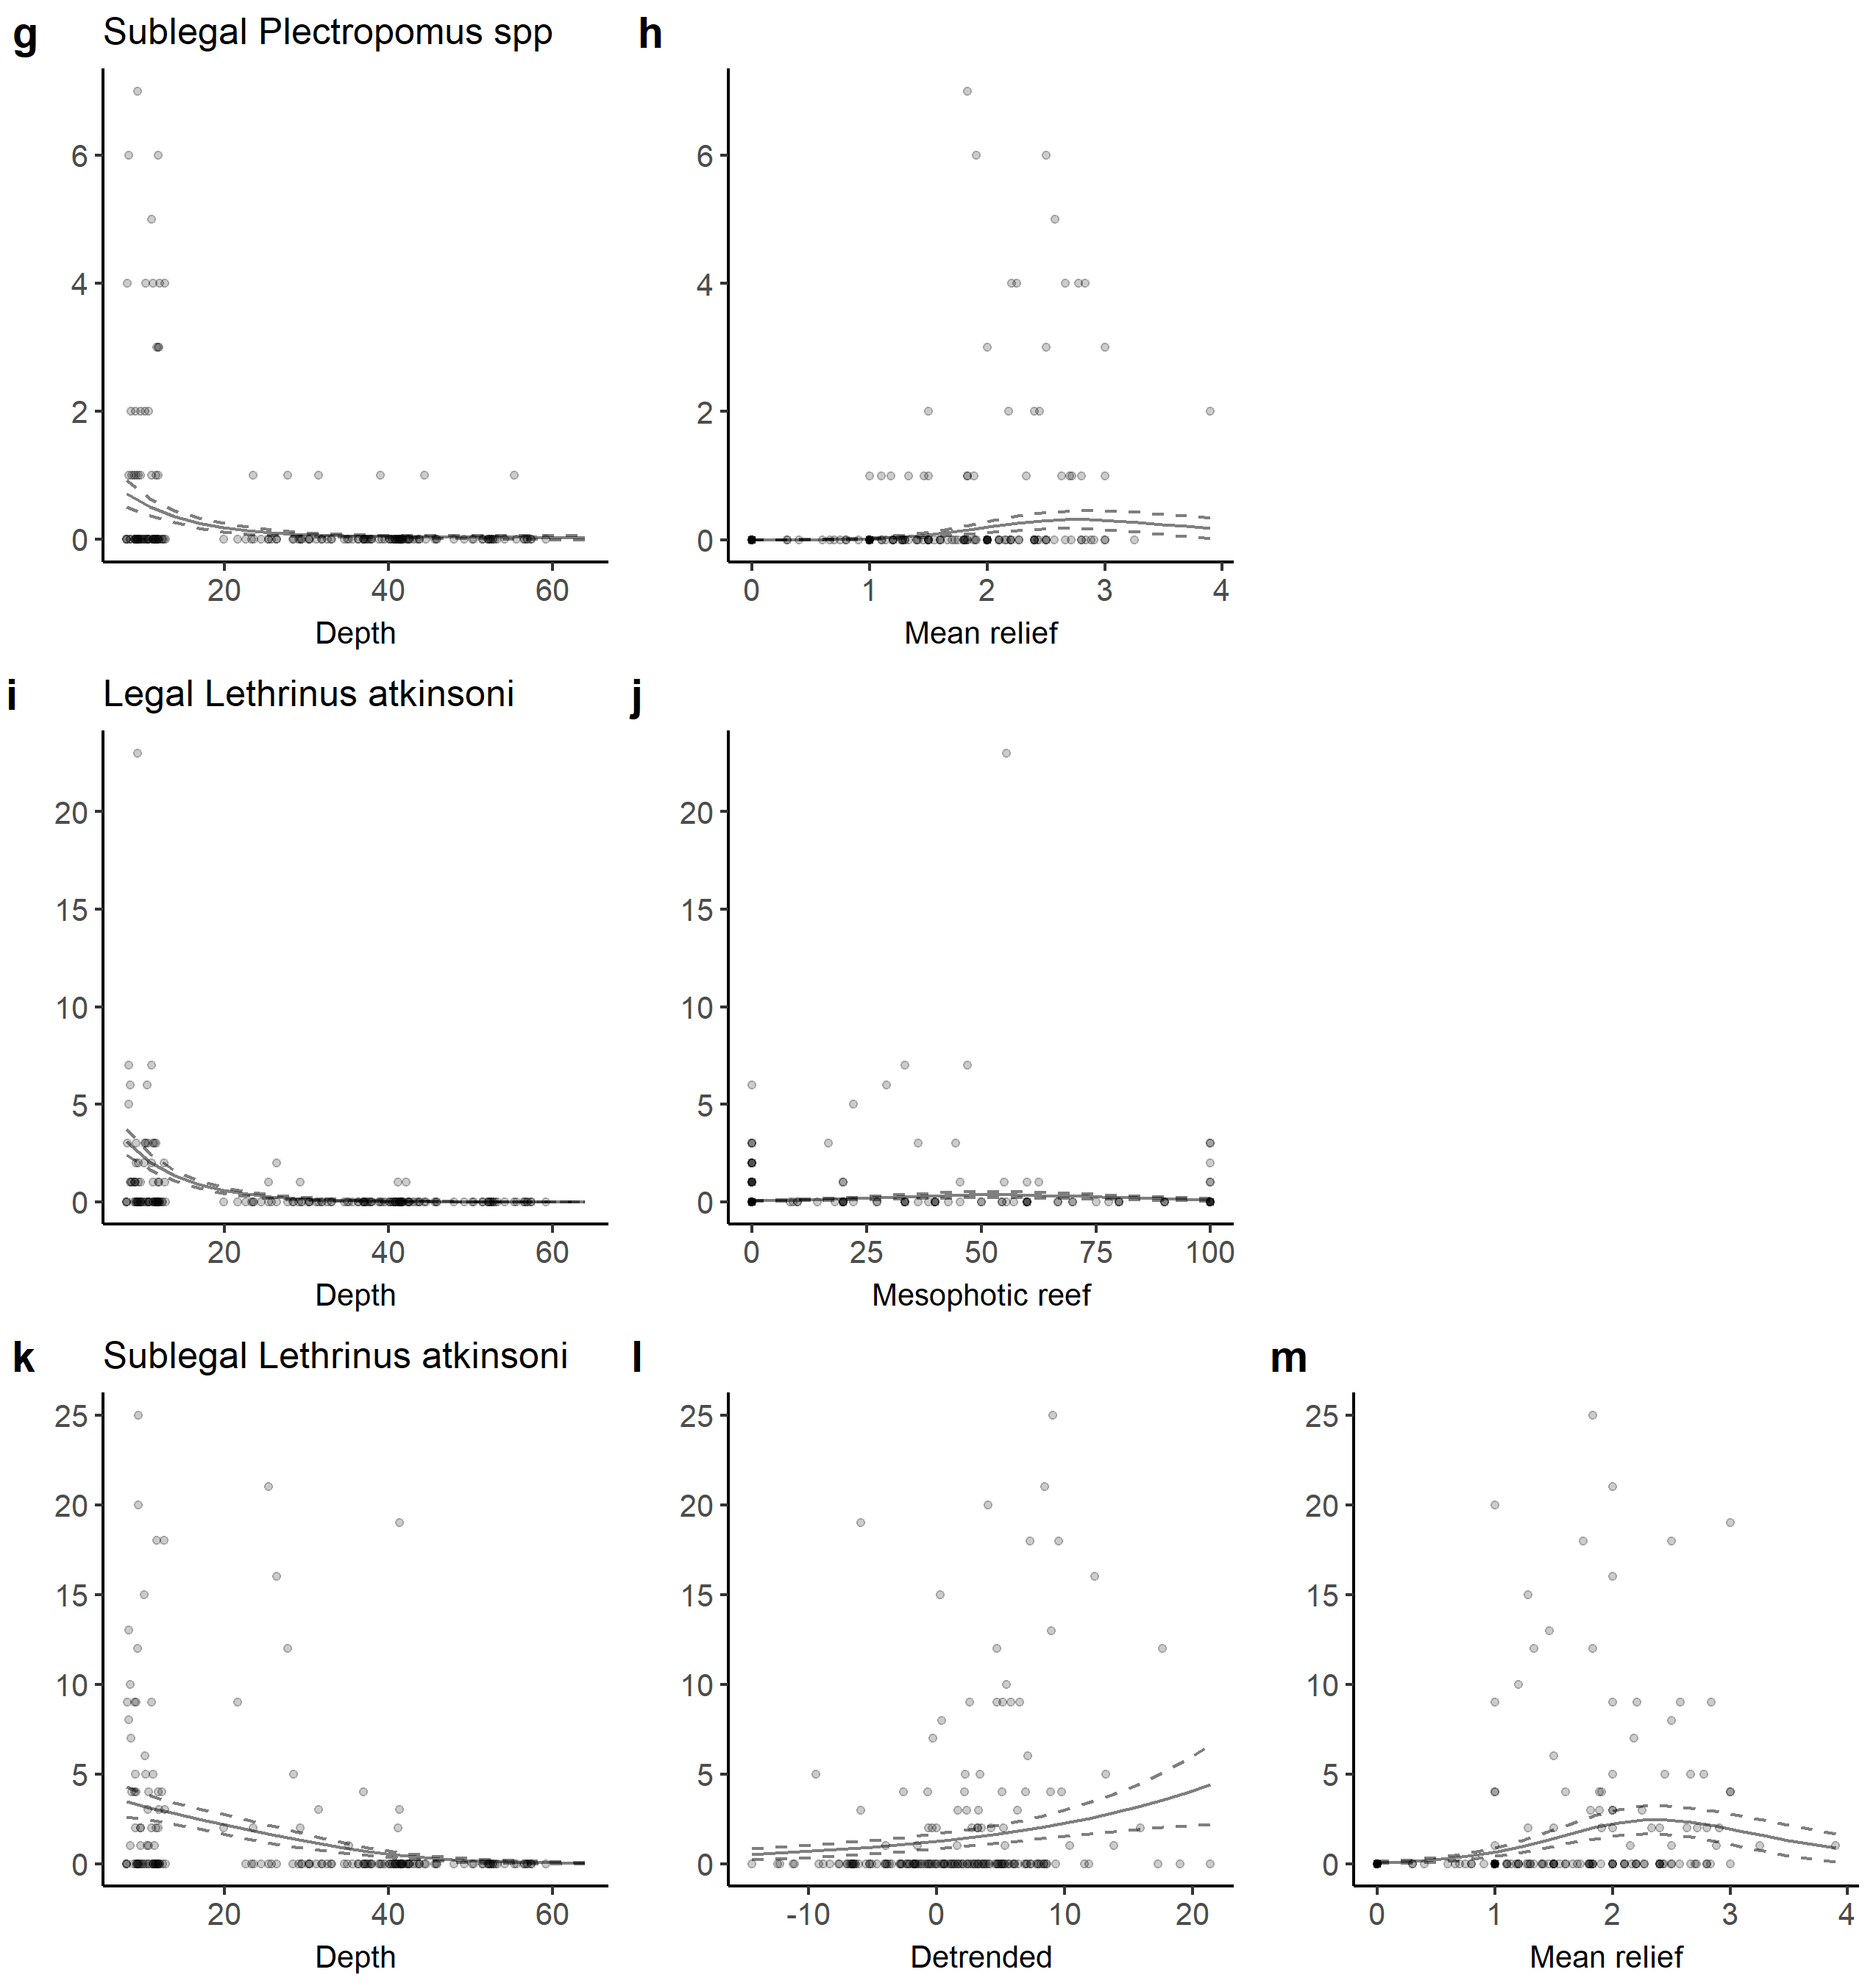 g Sublegal Plectropomus spp h
6 6
4 4
2 2
0 0
20 40 60 0 1 2 3 4
Depth Mean relief
i Legal Lethrinus atkinsoni j
20 20
15 15
10 10
5 5
0 0
20 40 60 0 25 50 75 100
Depth Mesophotic reef
k Sublegal Lethrinus atkinsoni l m
25 25 25
20 20 20
15 15 15
10 10 10
5 5 5
0 0 0
20 40 60 -10 0 10 20 0 1 2 3 4
Depth Detrended Mean relief